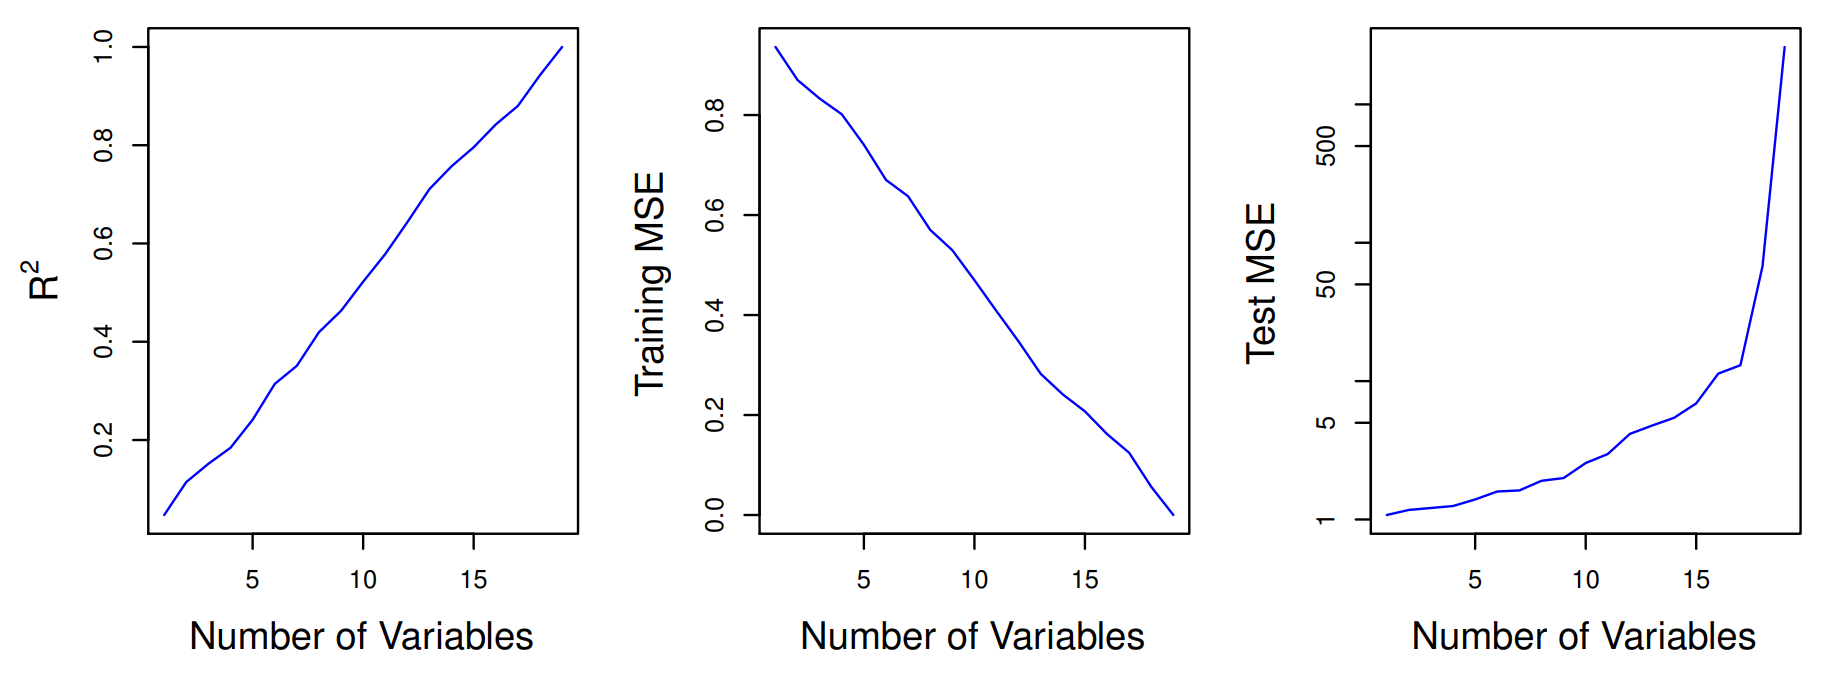 R²
1.0
0.8
0.6
0.4
0.2
5 10 15
Number of Variables
Training MSE
0.8
0.6
0.4
0.2
0.0
5 10 15
Number of Variables
Test MSE
500
50
5
1
5 10 15
Number of Variables